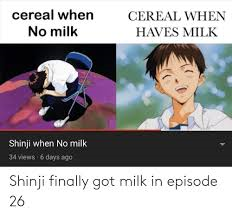 cereal when
No milk
CEREAL WHEN
HAVES MILK
Shinji when No milk
34 views · 6 days ago
Shinji finally got milk in episode
26